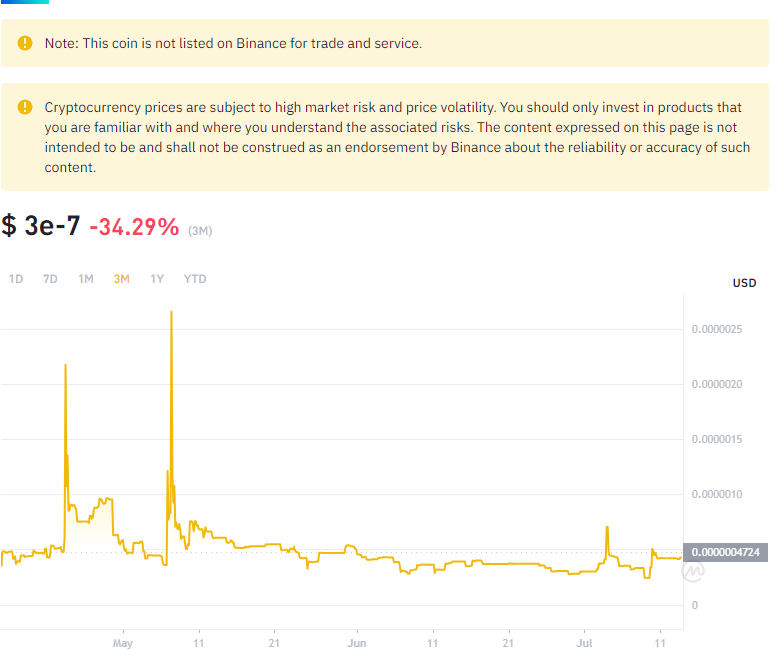 Note: This coin is not listed on Binance for trade and service.
Cryptocurrency prices are subject to high market risk and price volatility. You should only invest in products that
you are familiar with and where you understand the associated risks. The content expressed on this page is not
intended to be and shall not be construed as an endorsement by Binance about the reliability or accuracy of such
content.
$ 3e-7 -34.29% (3M)
1D 7D 1M 3M 1Y YTD
USD
0.0000025
0.0000020
0.0000015
0.0000010
0.0000004724
0
May 11 21 Jun 11 21 Jul 11